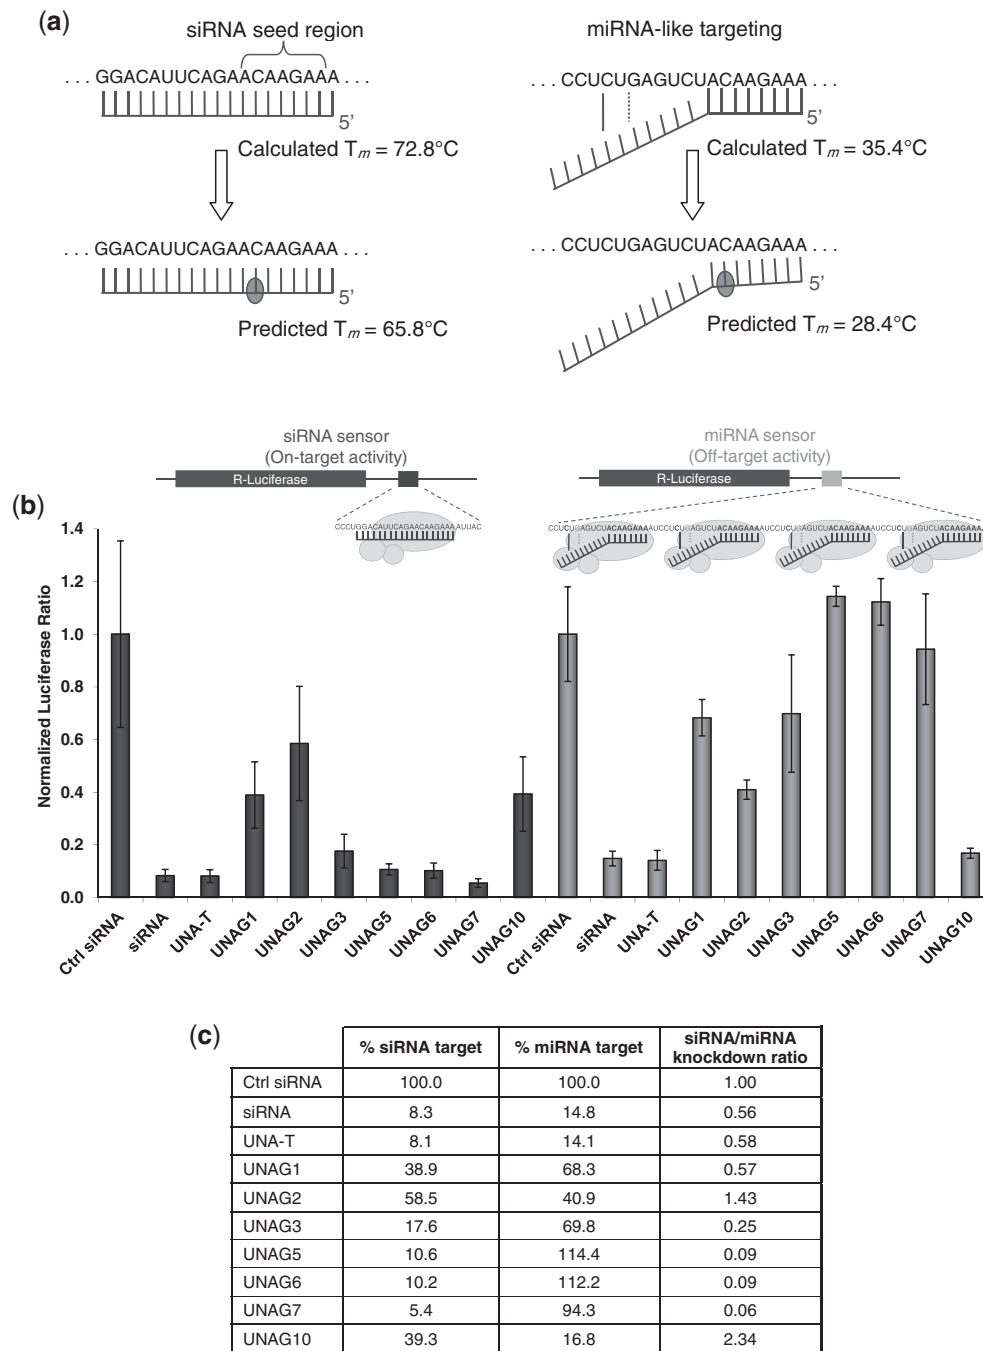 (a)
siRNA seed region
miRNA-like targeting
. . . GGACAUUCAGAACAAGAAA . . .
. . . CCUCUGAGUCUACAAGAAA . . .
5’
5’
Calculated Tm = 72.8°C
Calculated Tm = 35.4°C
. . . GGACAUUCAGAACAAGAAA . . .
. . . CCUCUGAGUCUACAAGAAA . . .
5’
5’
Predicted Tm = 65.8°C
Predicted Tm = 28.4°C
siRNA sensor
(On-target activity)
miRNA sensor
(Off-target activity)
R-Luciferase
R-Luciferase
(b)
CCCUGGACAUUCAGAACAAGAAAAUUAC
CCUCUGAGUCUACAAGAAAAUCCUCUGAGUCUACAAGAAAAUCCUCUGAGUCUACAAGAAAAUCCUCUGAGUCUACAAGAAA
Normalized Luciferase Ratio
1.4
1.2
1.0
0.8
0.6
0.4
0.2
0.0
Ctrl siRNA
siRNA
UNA-T
UNAG1
UNAG2
UNAG3
UNAG5
UNAG6
UNAG7
UNAG10
Ctrl siRNA
siRNA
UNA-T
UNAG1
UNAG2
UNAG3
UNAG5
UNAG6
UNAG7
UNAG10
(c)
% siRNA target % miRNA target siRNA/miRNA knockdown ratio
Ctrl siRNA 100.0 100.0 1.00
siRNA 8.3 14.8 0.56
UNA-T 8.1 14.1 0.58
UNAG1 38.9 68.3 0.57
UNAG2 58.5 40.9 1.43
UNAG3 17.6 69.8 0.25
UNAG5 10.6 114.4 0.09
UNAG6 10.2 112.2 0.09
UNAG7 5.4 94.3 0.06
UNAG10 39.3 16.8 2.34